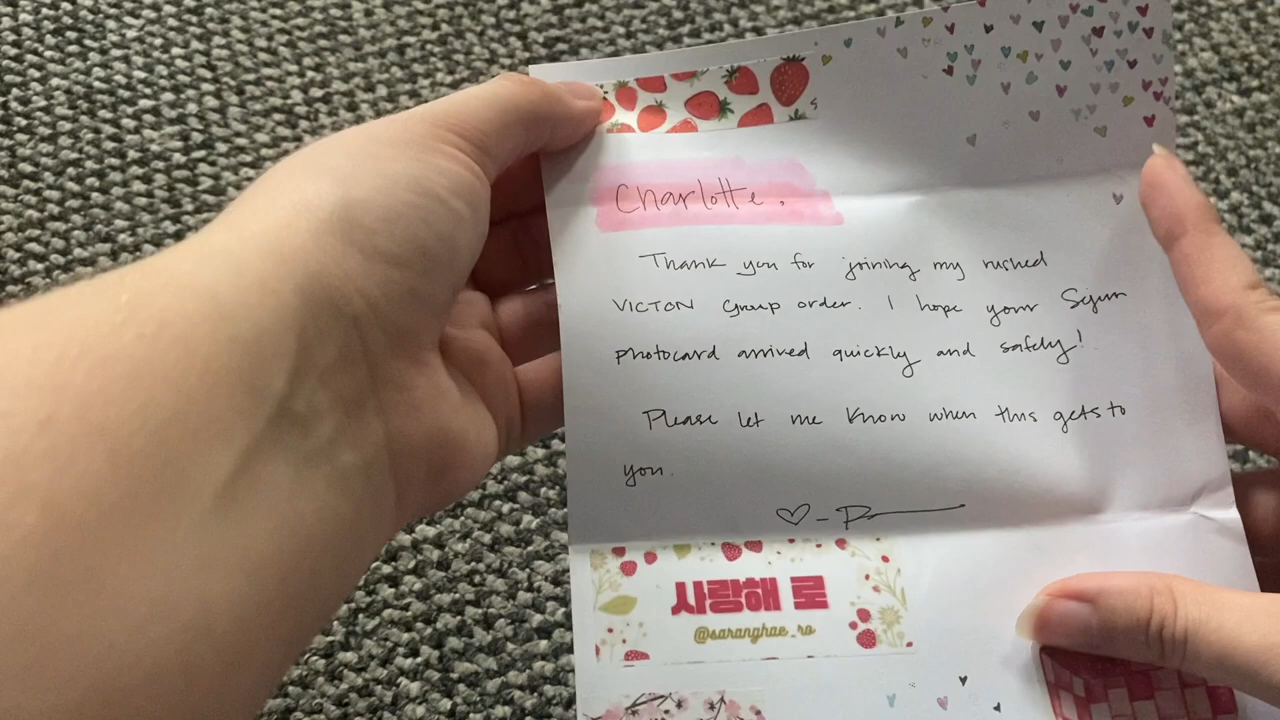 Charlotte,
Thank you for joining my rushed
VICTON Group order. I hope your Sejun
photocard arrived quickly and safely!
Please let me know when this gets to
you.
♡-R
사랑해 로
@saranghae_ro